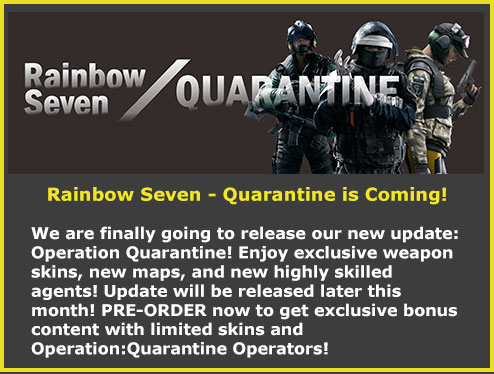 Rainbow
Seven
QUARANTINE
Rainbow Seven - Quarantine is Coming!
We are finally going to release our new update:
Operation Quarantine! Enjoy exclusive weapon
skins, new maps, and new highly skilled
agents! Update will be released later this
month! PRE-ORDER now to get exclusive bonus
content with limited skins and
Operation:Quarantine Operators!